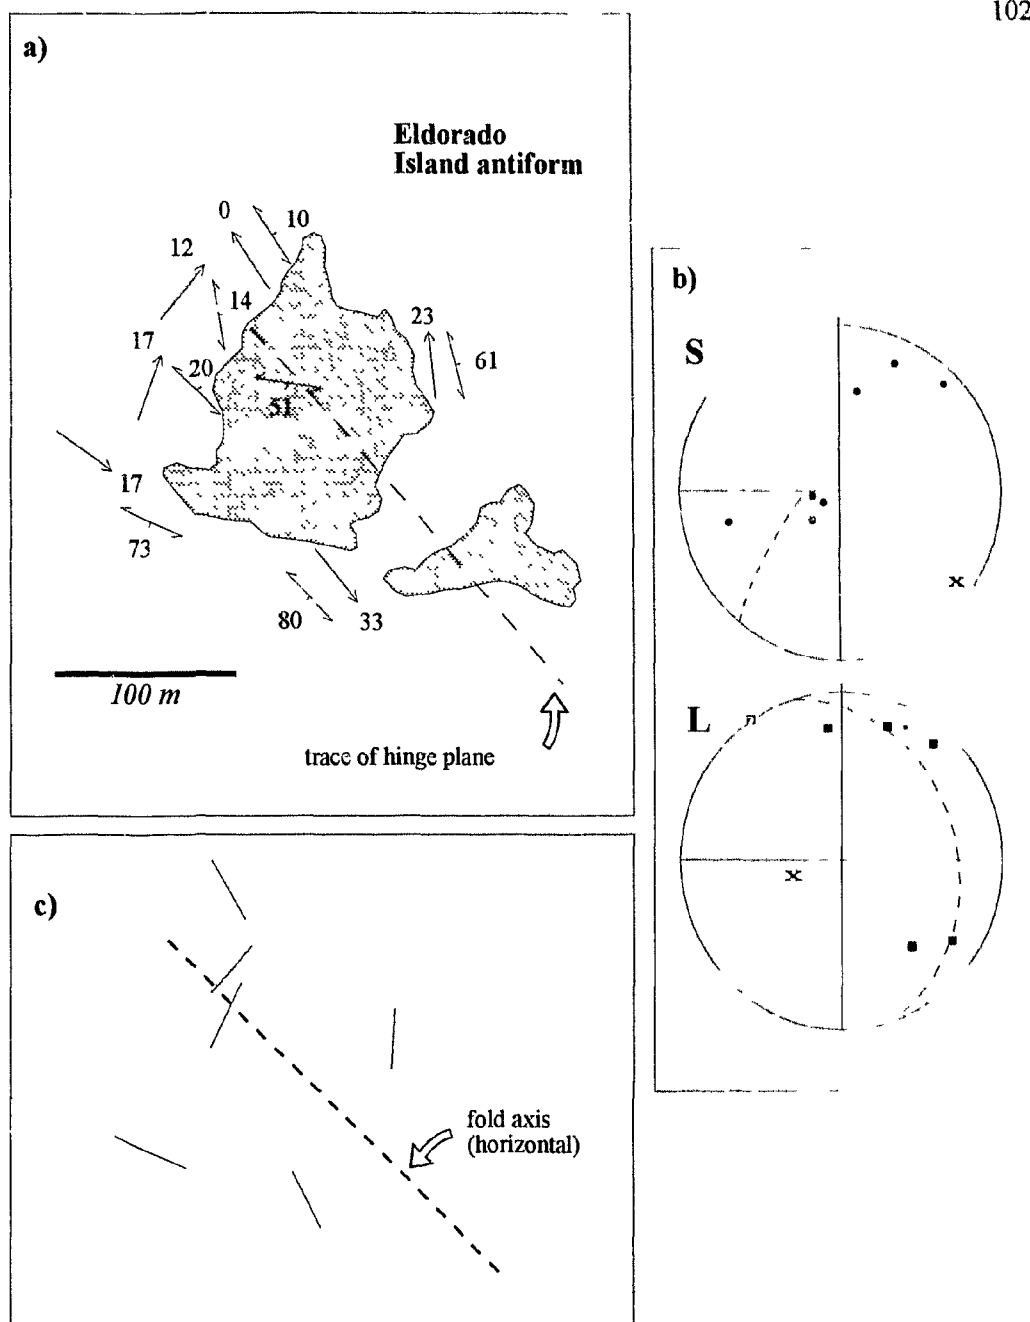 102
a)
Eldorado
Island antiform
0
10
12
14
17
20
23
61
51
17
73
80
33
100 m
trace of hinge plane
b)
S
x
L
x
c)
fold axis
(horizontal)